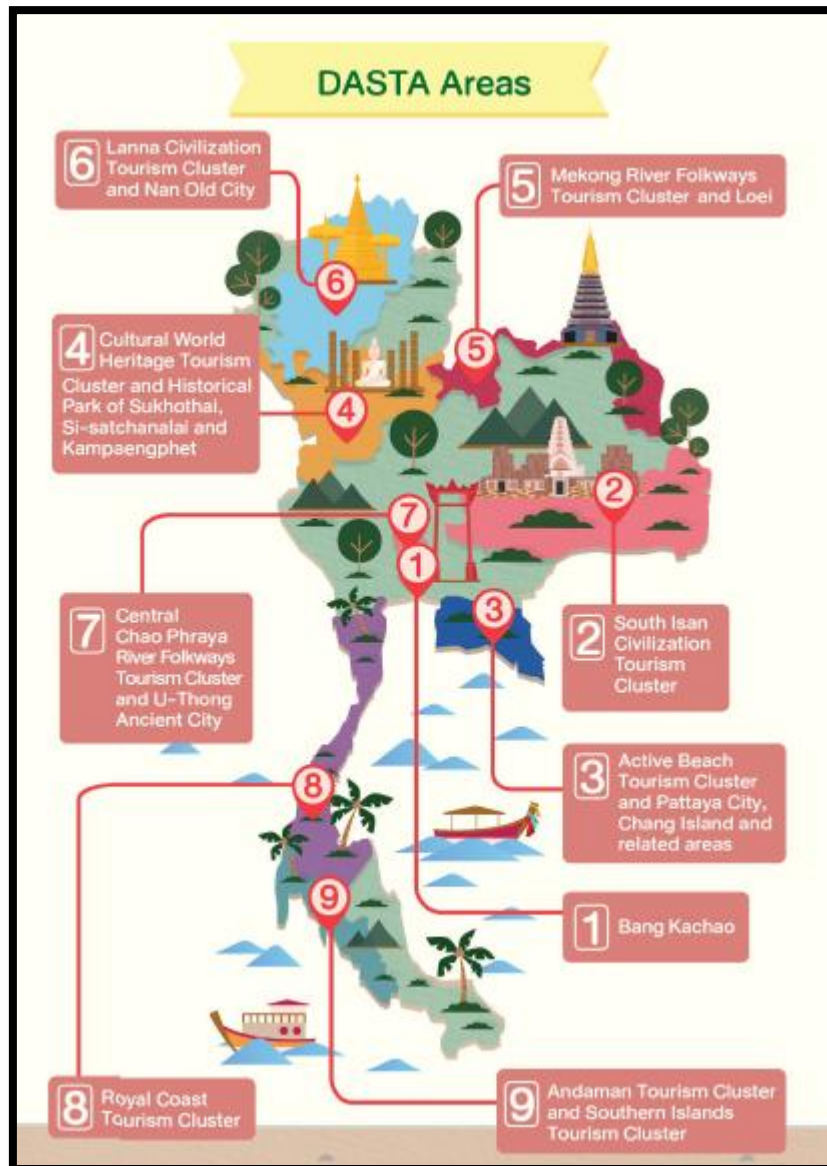 DASTA Areas
6
Lanna Civilization
Tourism Cluster
and Nan Old City
5
Mekong River Folkways
Tourism Cluster and Loei
6
4
Cultural World
Heritage Tourism
Cluster and Historical
Park of Sukhothai,
Si-satchanalai and
Kampaengphet
5
4
2
7
1
3
7
Central
Chao Phraya
River Folkways
Tourism Cluster
and U-Thong
Ancient City
2
South Isan
Civilization
Tourism
Cluster
3
Active Beach
Tourism Cluster
and Pattaya City,
Chang Island and
related areas
8
9
1
Bang Kachao
8
Royal Coast
Tourism Cluster
9
Andaman Tourism Cluster
and Southern Islands
Tourism Cluster